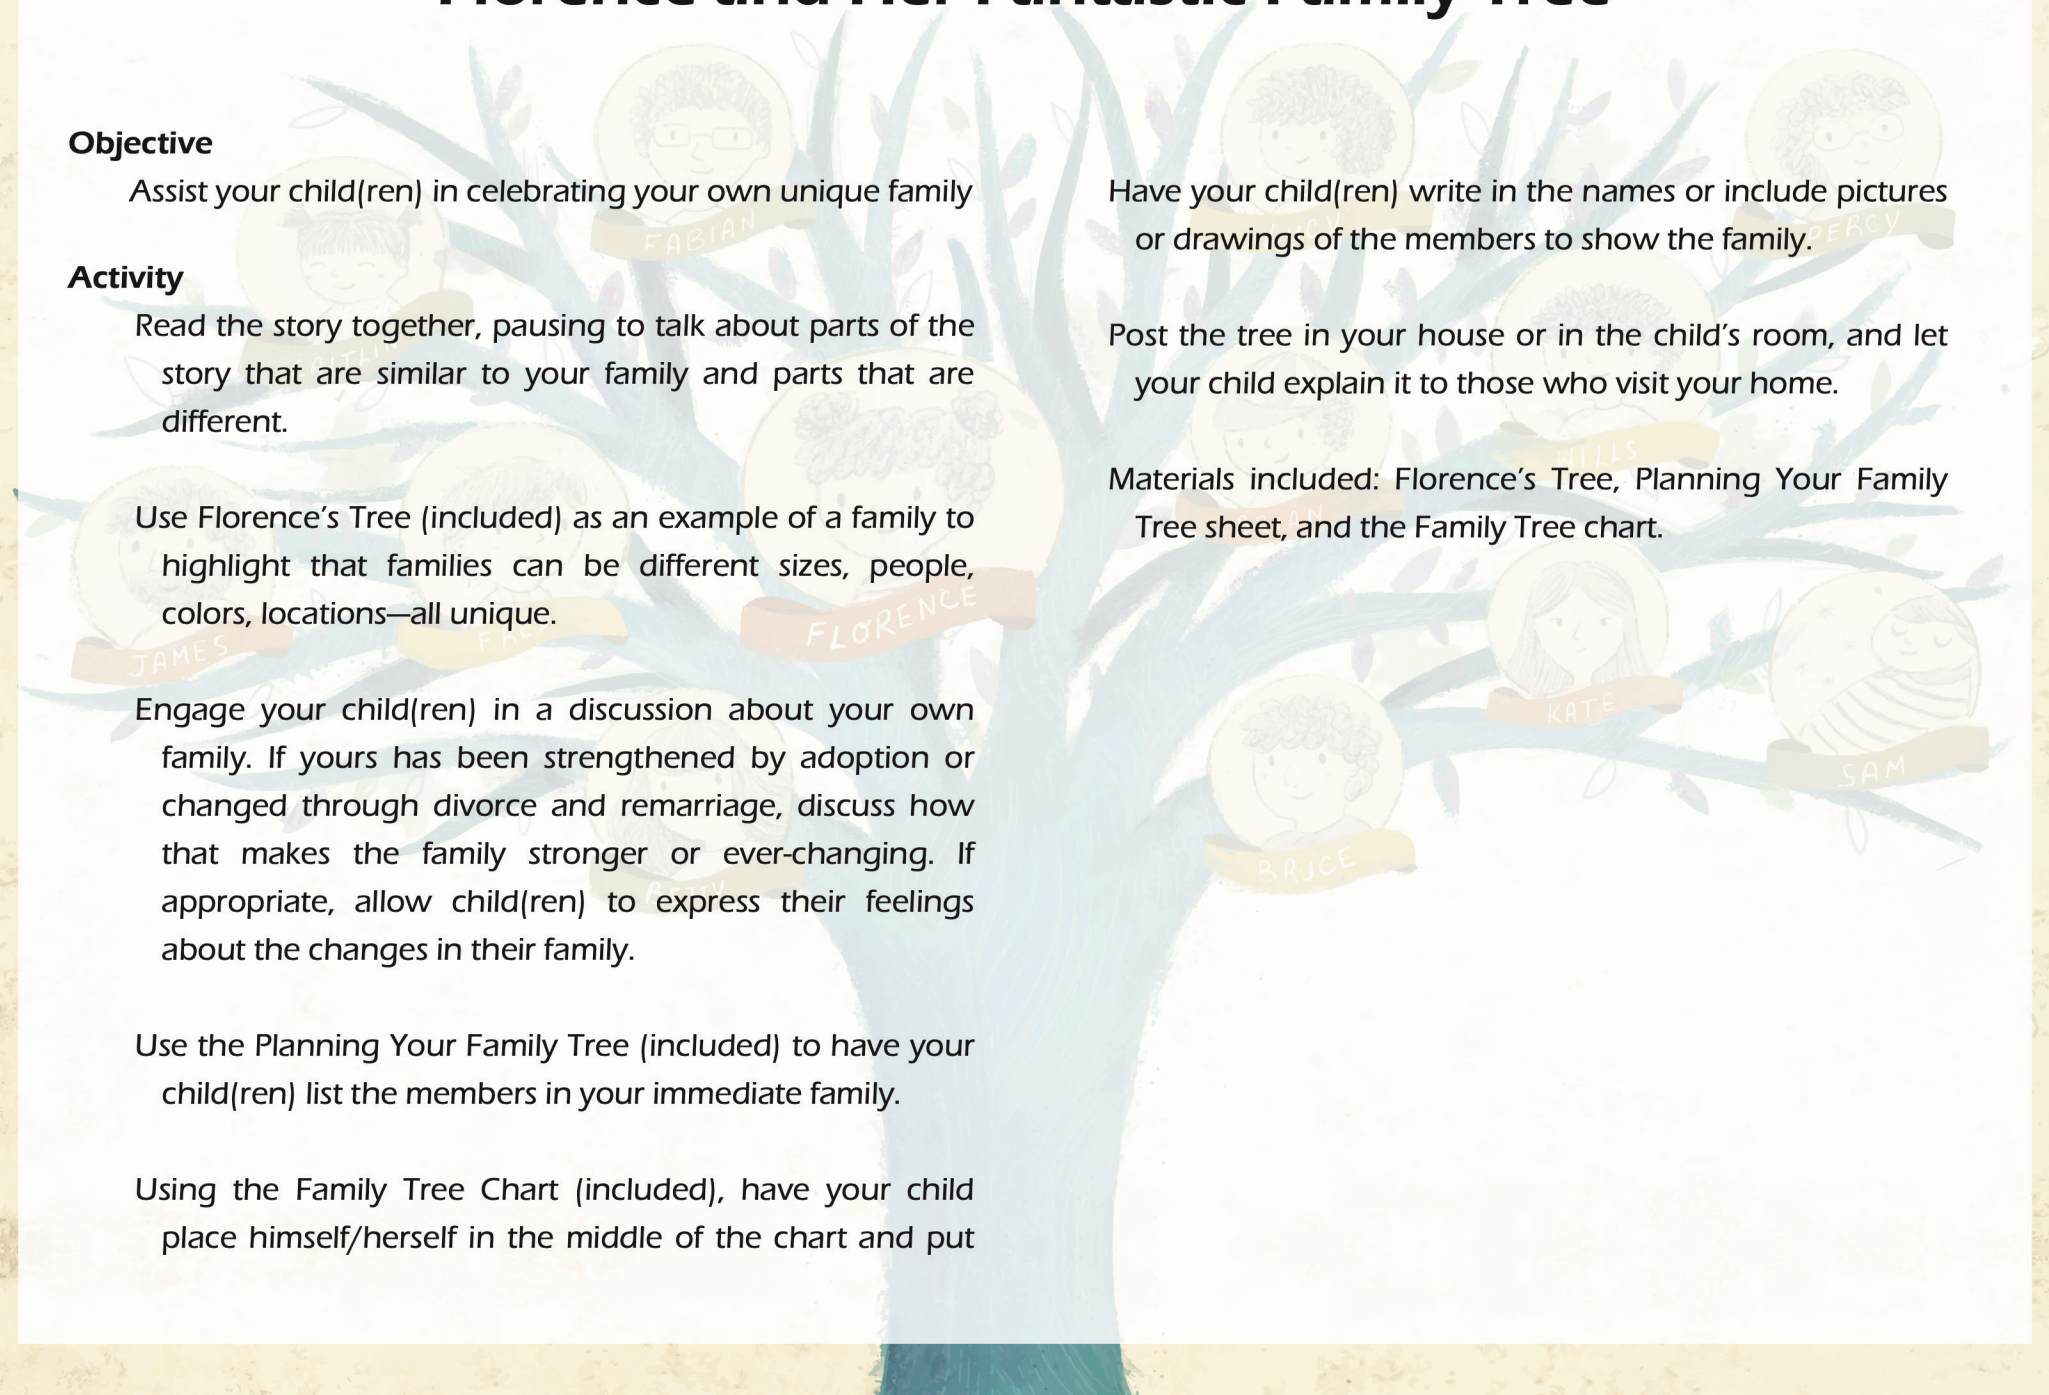 Florence and Her Fantastic Family Tree
Objective
Assist your child(ren) in celebrating your own unique family
Activity
Read the story together, pausing to talk about parts of the
story that are similar to your family and parts that are
different.
Use Florence’s Tree (included) as an example of a family to
highlight that families can be different sizes, people,
colors, locations—all unique.
Engage your child(ren) in a discussion about your own
family. If yours has been strengthened by adoption or
changed through divorce and remarriage, discuss how
that makes the family stronger or ever-changing. If
appropriate, allow child(ren) to express their feelings
about the changes in their family.
Use the Planning Your Family Tree (included) to have your
child(ren) list the members in your immediate family.
Using the Family Tree Chart (included), have your child
place himself/herself in the middle of the chart and put
Have your child(ren) write in the names or include pictures
or drawings of the members to show the family.
Post the tree in your house or in the child’s room, and let
your child explain it to those who visit your home.
Materials included: Florence’s Tree, Planning Your Family
Tree sheet, and the Family Tree chart.
FABIAN
PERCY
CAITLIN
WILLS
JAMES
FLORENCE
KATE
SAM
BETTY
BRUCE